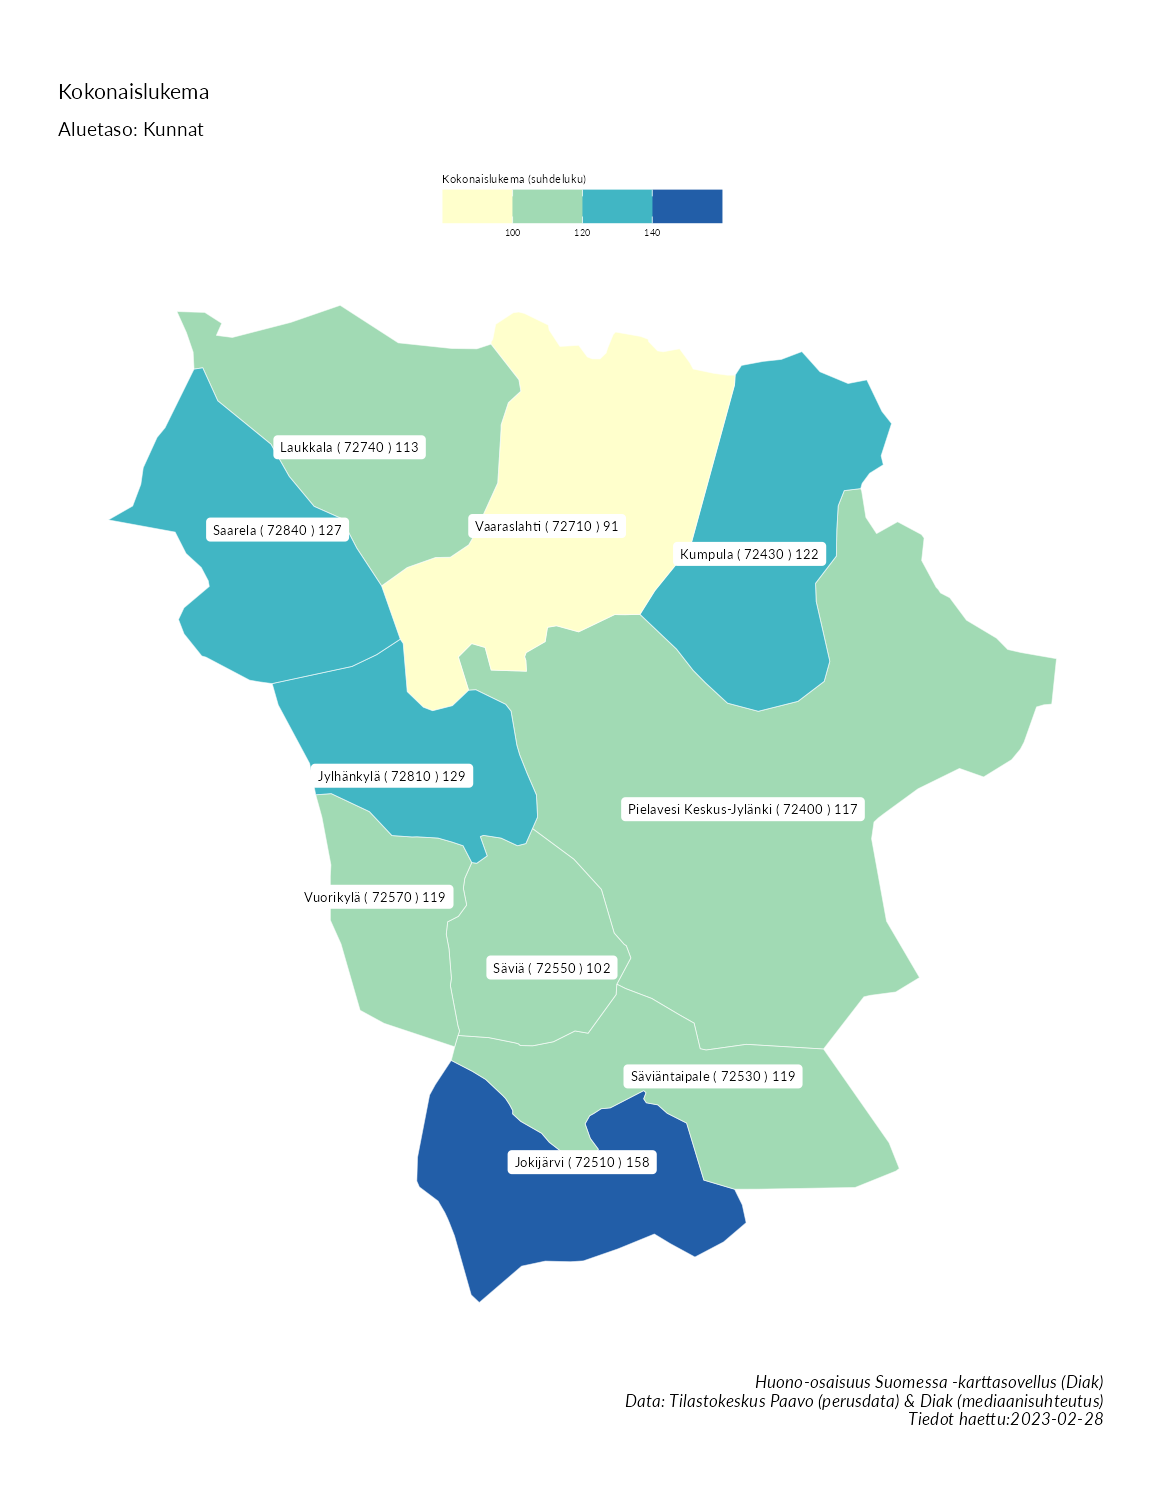 Kokonaislukema
Aluetaso: Kunnat
Kokonaislukema (suhdeluku)
100 120 140
Laukkala ( 72740 ) 113
Vaaraslahti ( 72710 ) 91
Saarela ( 72840 ) 127
Kumpula ( 72430 ) 122
Jylhänkylä ( 72810 ) 129
Pielavesi Keskus-Jylänki ( 72400 ) 117
Vuorikylä ( 72570 ) 119
Säviä ( 72550 ) 102
Säviäntaipale ( 72530 ) 119
Jokijärvi ( 72510 ) 158
Huono-osaisuus Suomessa -karttasovellus (Diak)
Data: Tilastokeskus Paavo (perusdata) & Diak (mediaanisuhteutus)
Tiedot haettu:2023-02-28